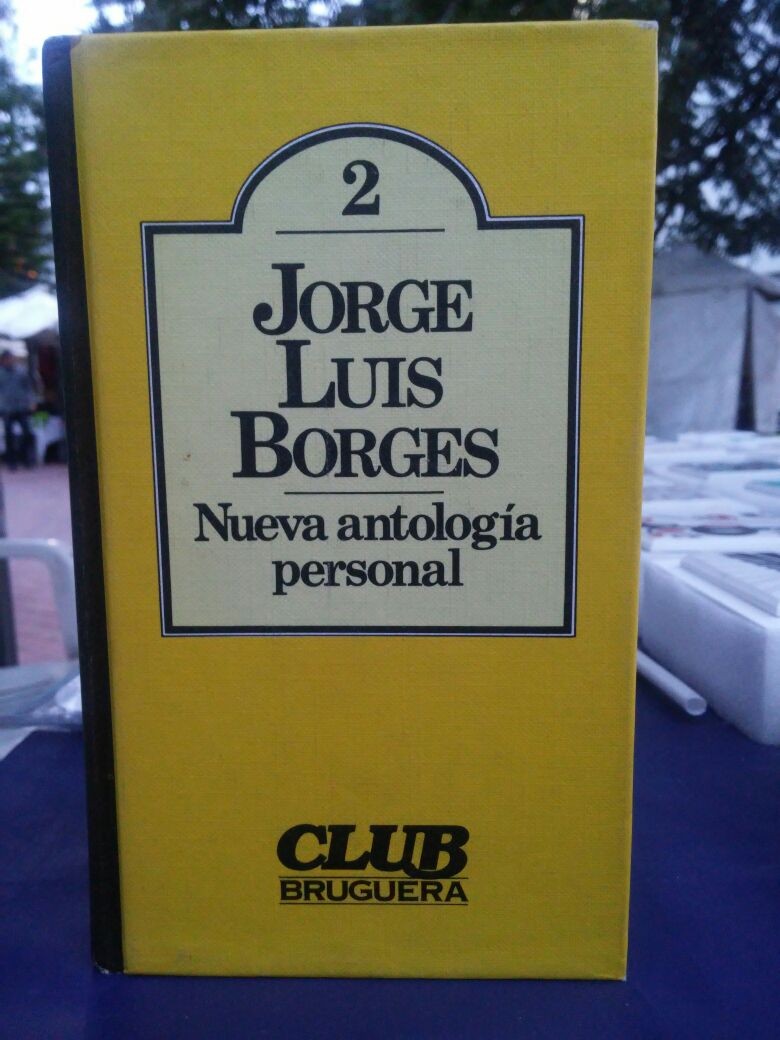 2
JORGE
LUIS
BORGES
Nueva antología
personal
CLUB
BRUGUERA